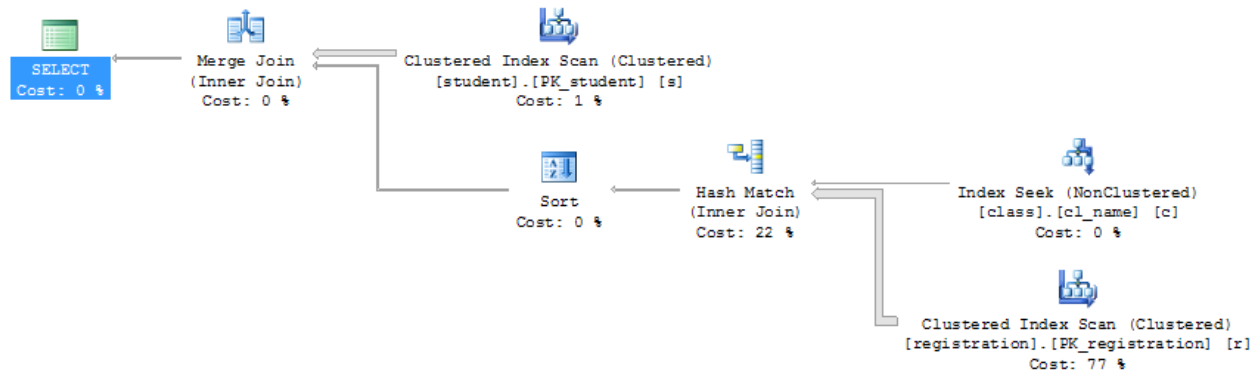 SELECT
Cost: 0 %
Merge Join
(Inner Join)
Cost: 0 %
Clustered Index Scan (Clustered)
[student].[PK_student] [s]
Cost: 1 %
Sort
Cost: 0 %
Hash Match
(Inner Join)
Cost: 22 %
Index Seek (NonClustered)
[class].[cl_name] [c]
Cost: 0 %
Clustered Index Scan (Clustered)
[registration].[PK_registration] [r]
Cost: 77 %